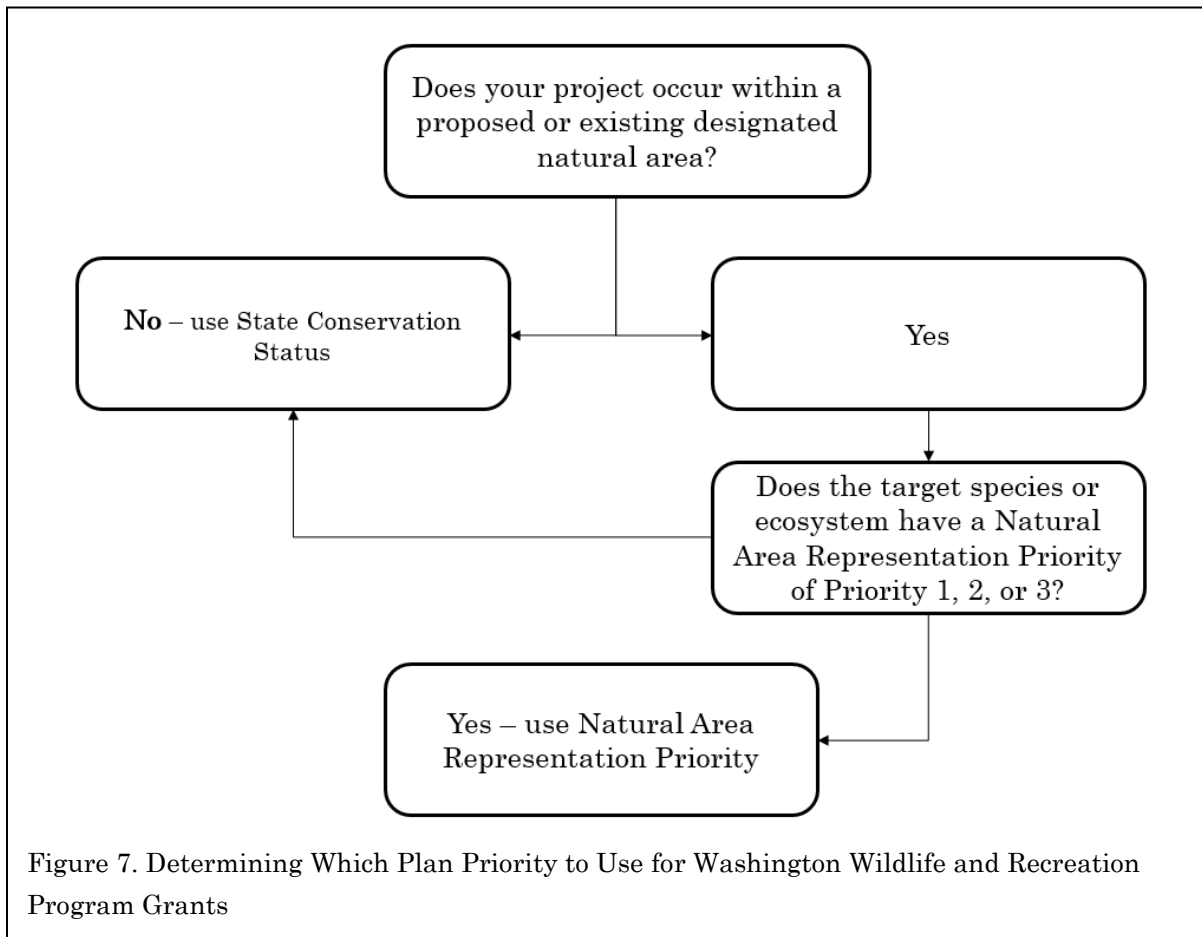 Does your project occur within a
proposed or existing designated
natural area?
No – use State Conservation
Status
Yes
Does the target species or
ecosystem have a Natural
Area Representation Priority
of Priority 1, 2, or 3?
Yes – use Natural Area
Representation Priority
Figure 7. Determining Which Plan Priority to Use for Washington Wildlife and Recreation
Program Grants